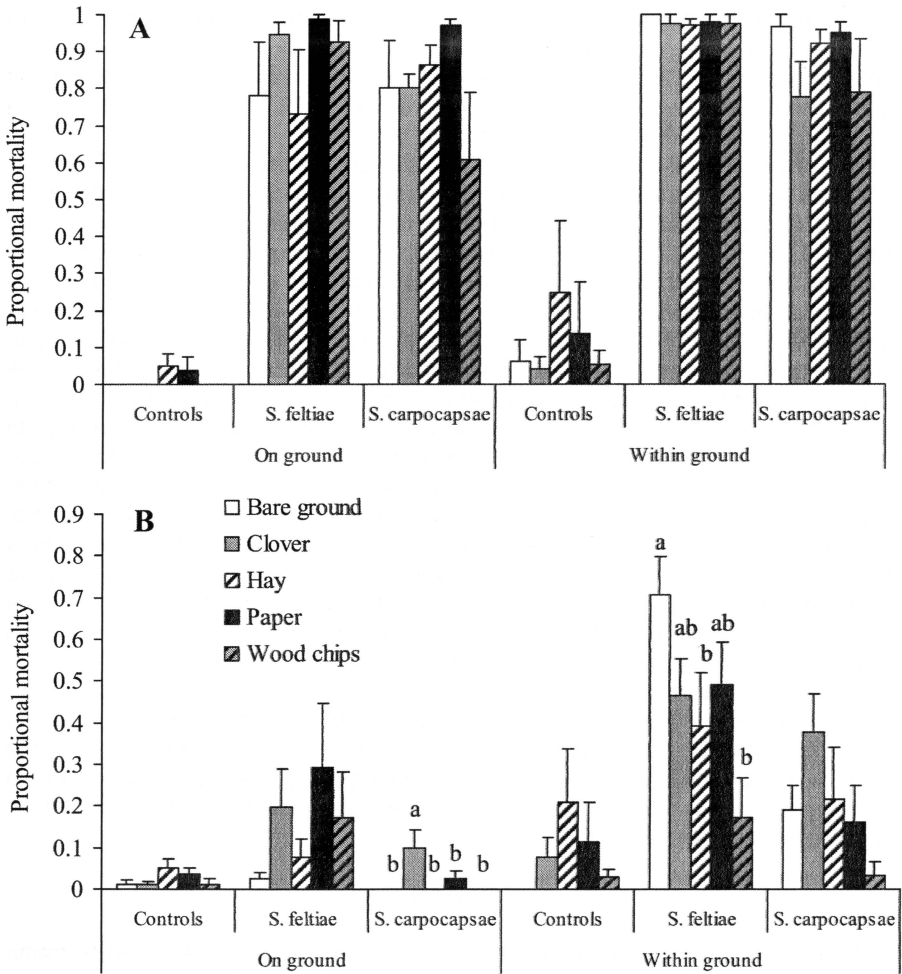 A
Proportional mortality
1
0.9
0.8
0.7
0.6
0.5
0.4
0.3
0.2
0.1
0
Controls S. feltiae S. carpocapsae Controls S. feltiae S. carpocapsae
On ground Within ground
B
Proportional mortality
0.9
0.8
0.7
0.6
0.5
0.4
0.3
0.2
0.1
0
Bare ground
Clover
Hay
Paper
Wood chips
a
b b b b
a
ab b ab
b
Controls S. feltiae S. carpocapsae Controls S. feltiae S. carpocapsae
On ground Within ground